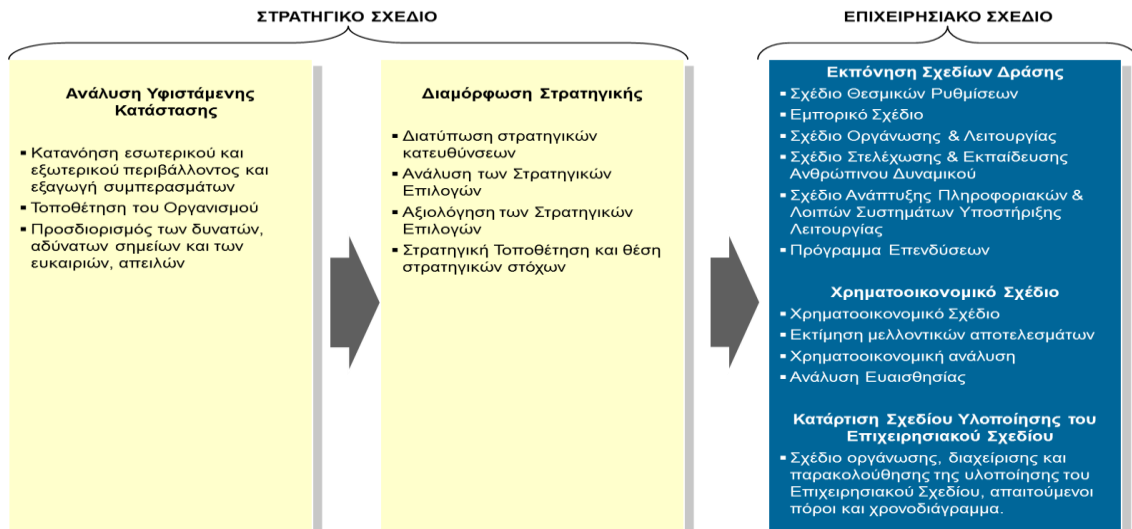 ΣΤΡΑΤΗΓΙΚΟ ΣΧΕΔΙΟ
Ανάλυση Υφιστάμενης
Κατάστασης
▪ Κατανόηση εσωτερικού και
εξωτερικού περιβάλλοντος και
εξαγωγή συμπερασμάτων
▪ Τοποθέτηση του Οργανισμού
▪ Προσδιορισμός των δυνατών,
αδύνατων σημείων και των
ευκαιριών, απειλών
Διαμόρφωση Στρατηγικής
▪ Διατύπωση στρατηγικών
κατευθύνσεων
▪ Ανάλυση των Στρατηγικών
Επιλογών
▪ Αξιολόγηση των Στρατηγικών
Επιλογών
▪ Στρατηγική Τοποθέτηση και θέση
στρατηγικών στόχων
ΕΠΙΧΕΙΡΗΣΙΑΚΟ ΣΧΕΔΙΟ
Εκπόνηση Σχεδίων Δράσης
▪ Σχέδιο Θεσμικών Ρυθμίσεων
▪ Εμπορικό Σχέδιο
▪ Σχέδιο Οργάνωσης & Λειτουργίας
▪ Σχέδιο Στελέχωσης & Εκπαίδευσης
Ανθρώπινου Δυναμικού
▪ Σχέδιο Ανάπτυξης Πληροφοριακών &
Λοιπών Συστημάτων Υποστήριξης
Λειτουργίας
▪ Πρόγραμμα Επενδύσεων
Χρηματοοικονομικό Σχέδιο
▪ Χρηματοοικονομικό Σχέδιο
▪ Εκτίμηση μελλοντικών αποτελεσμάτων
▪ Χρηματοοικονομική ανάλυση
▪ Ανάλυση Ευαισθησίας
Κατάρτιση Σχεδίου Υλοποίησης του
Επιχειρησιακού Σχεδίου
▪ Σχέδιο οργάνωσης, διαχείρισης και
παρακολούθησης της υλοποίησης του
Επιχειρησιακού Σχεδίου, απαιτούμενοι
πόροι και χρονοδιάγραμμα.